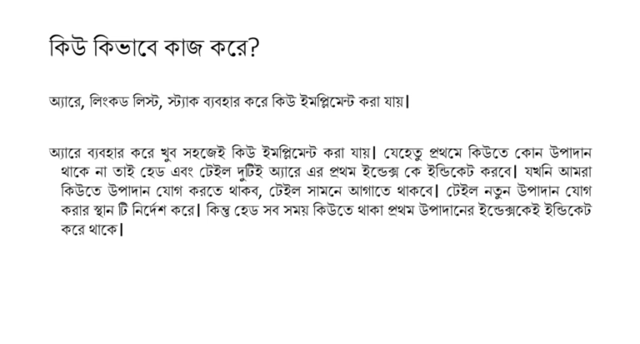 কিউ কিভাবে কাজ করে?
অ্যারে, লিংকড লিস্ট, স্ট্যাক ব্যবহার করে কিউ ইমপ্লিমেন্ট করা যায়।
অ্যারে ব্যবহার করে খুব সহজেই কিউ ইমপ্লিমেন্ট করা যায়। যেহেতু প্রথমে কিউতে কোন উপাদান
থাকে না তাই হেড এবং টেইল দুটিই অ্যারে এর প্রথম ইন্ডেক্স কে ইন্ডিকেট করবে। যখনি আমরা
কিউতে উপাদান যোগ করতে থাকব, টেইল সামনে আগাতে থাকবে। টেইল নতুন উপাদান যোগ
করার স্থান টি নির্দেশ করে। কিন্তু হেড সব সময় কিউতে থাকা প্রথম উপাদানের ইন্ডেক্সকেই ইন্ডিকেট
করে থাকে।